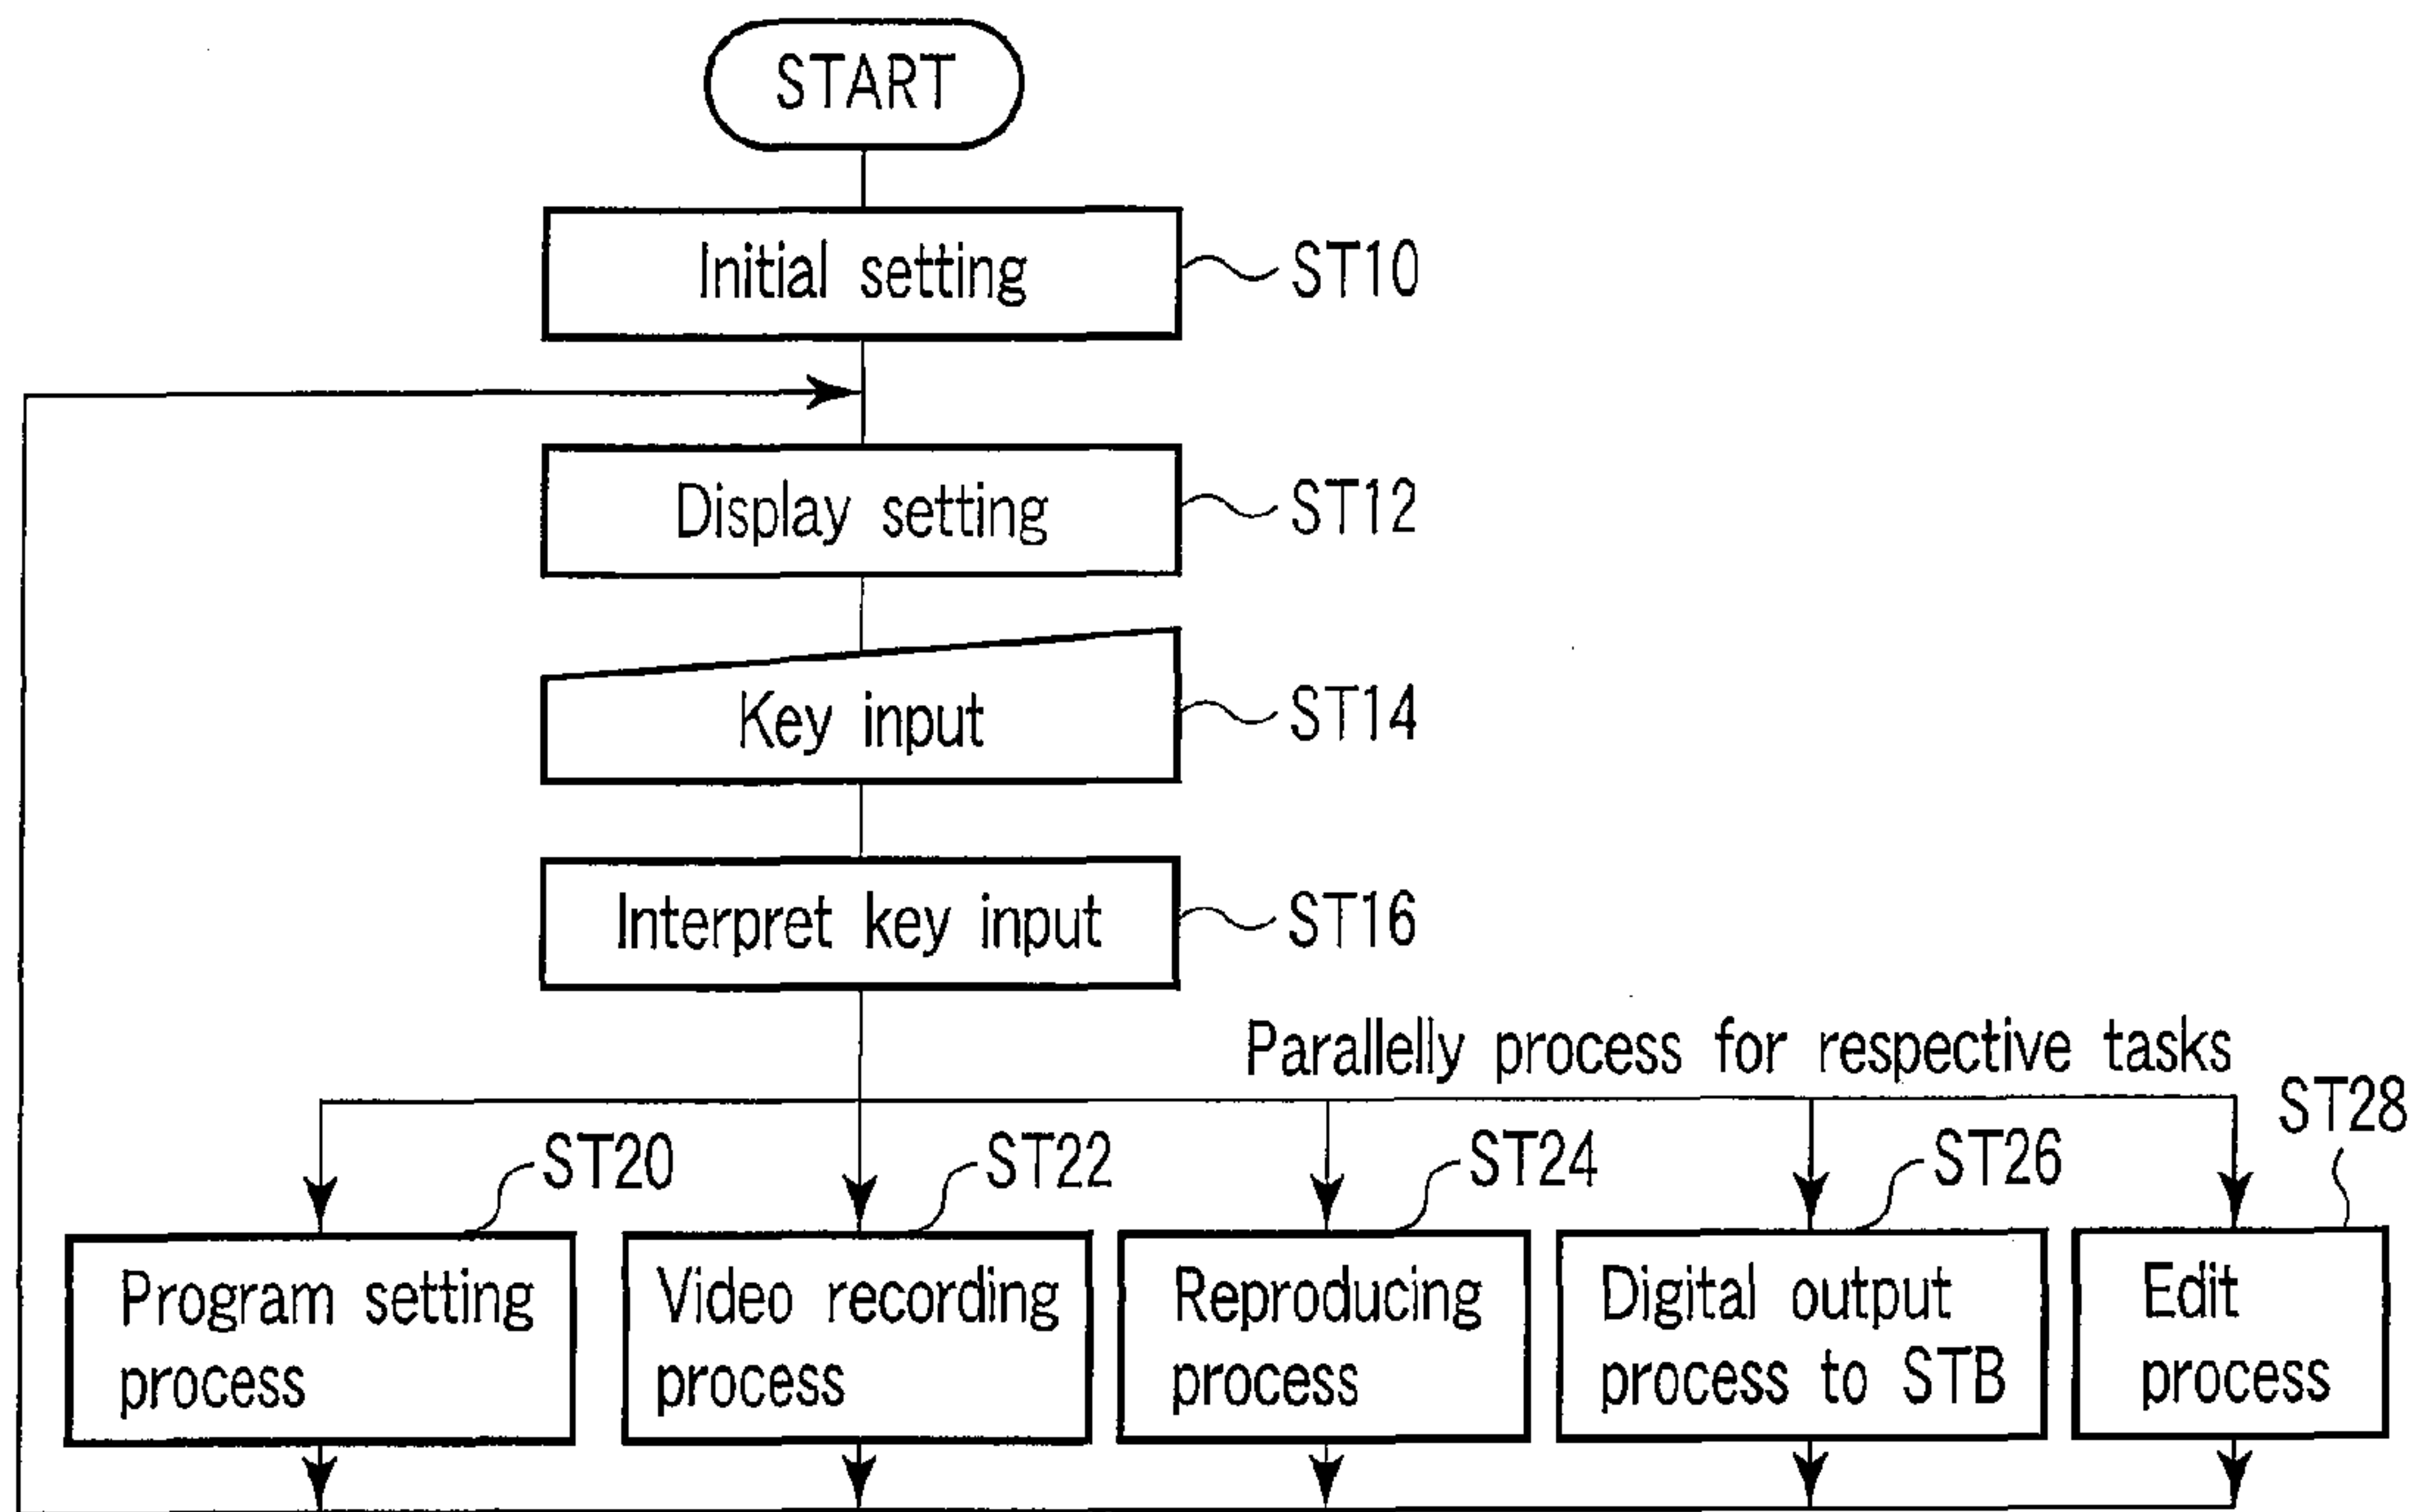 START
Initial setting
ST10
Display setting
ST12
Key input
ST14
Interpret key input
ST16
Parallelly process for respective tasks
ST20
ST22
ST24
ST26
ST28
Program setting
process
Video recording
process
Reproducing
process
Digital output
process to STB
Edit
process